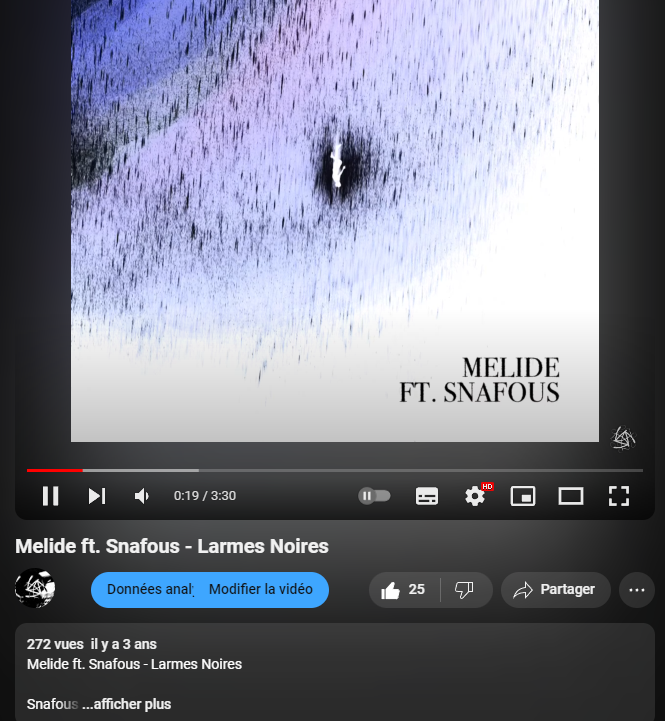 MELIDE
FT. SNAFOUS
0:19 / 3:30
HD
Melide ft. Snafous - Larmes Noires
Données anal Modifier la vidéo 25 Partager
272 vues il y a 3 ans
Melide ft. Snafous - Larmes Noires
Snafous ...afficher plus